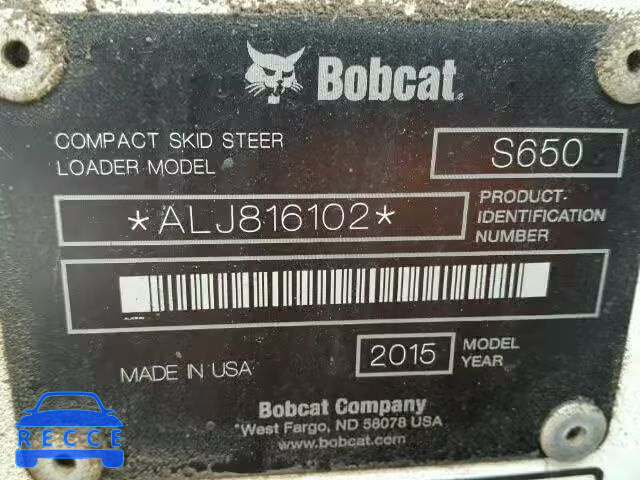 Bobcat®
COMPACT SKID STEER
LOADER MODEL
S650
*ALJ816102*
PRODUCT-
IDENTIFICATION
NUMBER
MADE IN USA
2015
MODEL
YEAR
Bobcat Company
*West Fargo, ND 58078 USA
www.bobcat.com
RECCE